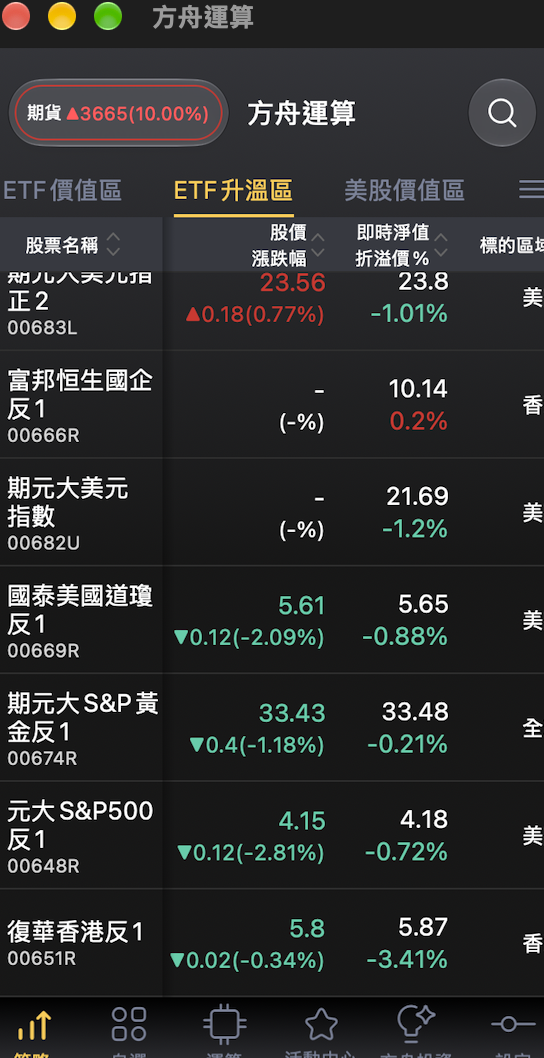 方舟運算
期貨 ▲3665(10.00%) 方舟運算
ETF價值區 ETF升溫區 美股價值區
股票名稱 股價 漲跌幅 即時淨值 折溢價% 標的區域
期元大美元指 23.56 23.8
正2 ▲0.18(0.77%) -1.01% 美
00683L
富邦恒生國企 - 10.14
反1 (-%) 0.2% 香
00666R
期元大美元 - 21.69
指數 (-%) -1.2% 美
00682U
國泰美國道瓊 5.61 5.65
反1 ▼0.12(-2.09%) -0.88% 美
00669R
期元大S&P黃 33.43 33.48
金反1 ▼0.4(-1.18%) -0.21% 全
00674R
元大S&P500 4.15 4.18
反1 ▼0.12(-2.81%) -0.72% 美
00648R
復華香港反1 5.8 5.87
00651R ▼0.02(-0.34%) -3.41% 香